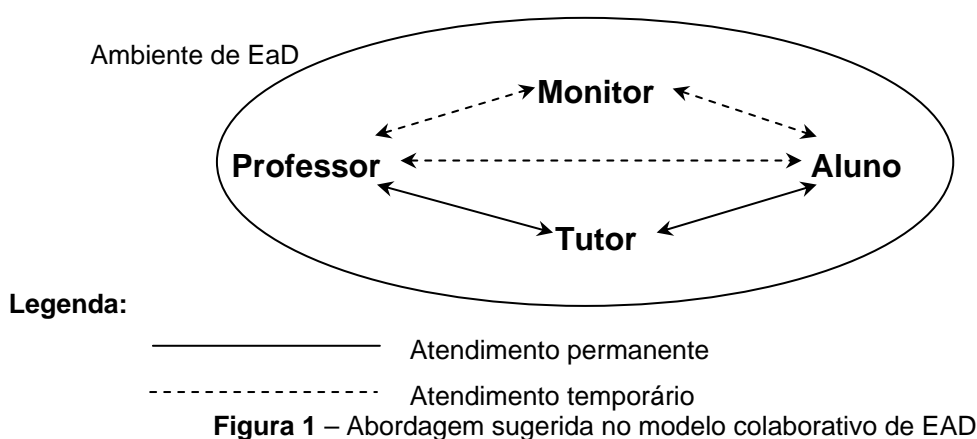 Ambiente de EaD
Monitor
Professor
Aluno
Tutor
Legenda:
Atendimento permanente
Atendimento temporário
Figura 1 – Abordagem sugerida no modelo colaborativo de EAD